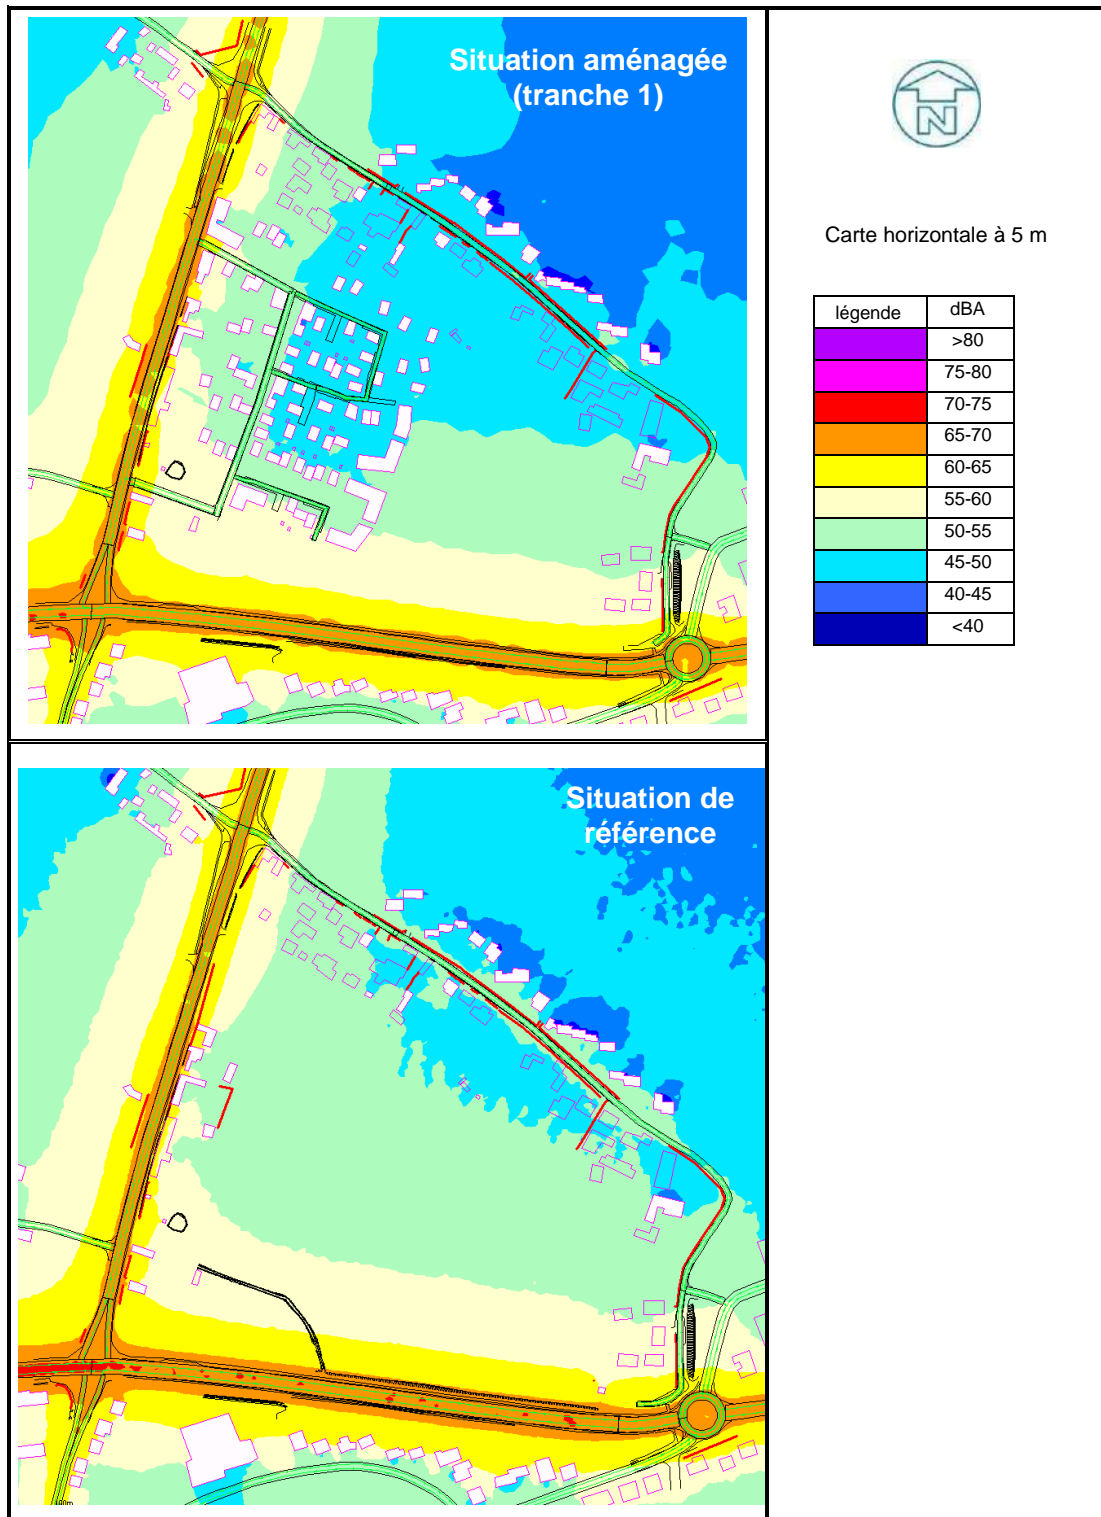 Situation aménagée
(tranche 1)
N
Carte horizontale à 5 m
légende dBA
>80
75-80
70-75
65-70
60-65
55-60
50-55
45-50
40-45
<40
Situation de
référence